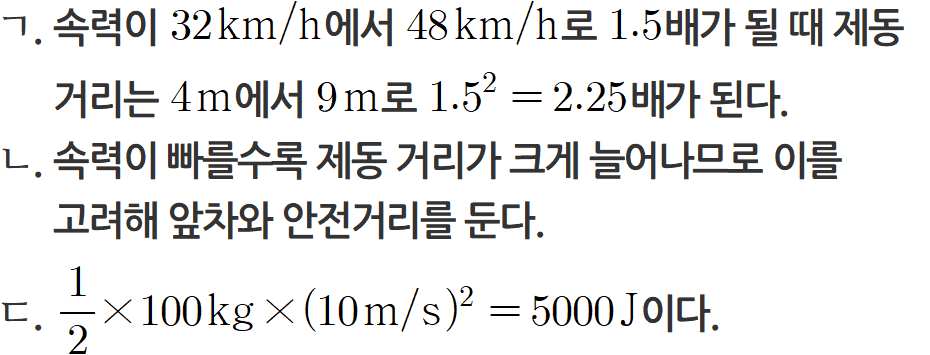 ㄱ. 속력이 32 km/h에서 48 km/h로 1.5배가 될 때 제동
거리는 4 m에서 9 m로 1.5² = 2.25배가 된다.
ㄴ. 속력이 빠를수록 제동 거리가 크게 늘어나므로 이를
고려해 앞차와 안전거리를 둔다.
ㄷ. 1/2 × 100 kg × (10 m/s)² = 5000 J이다.